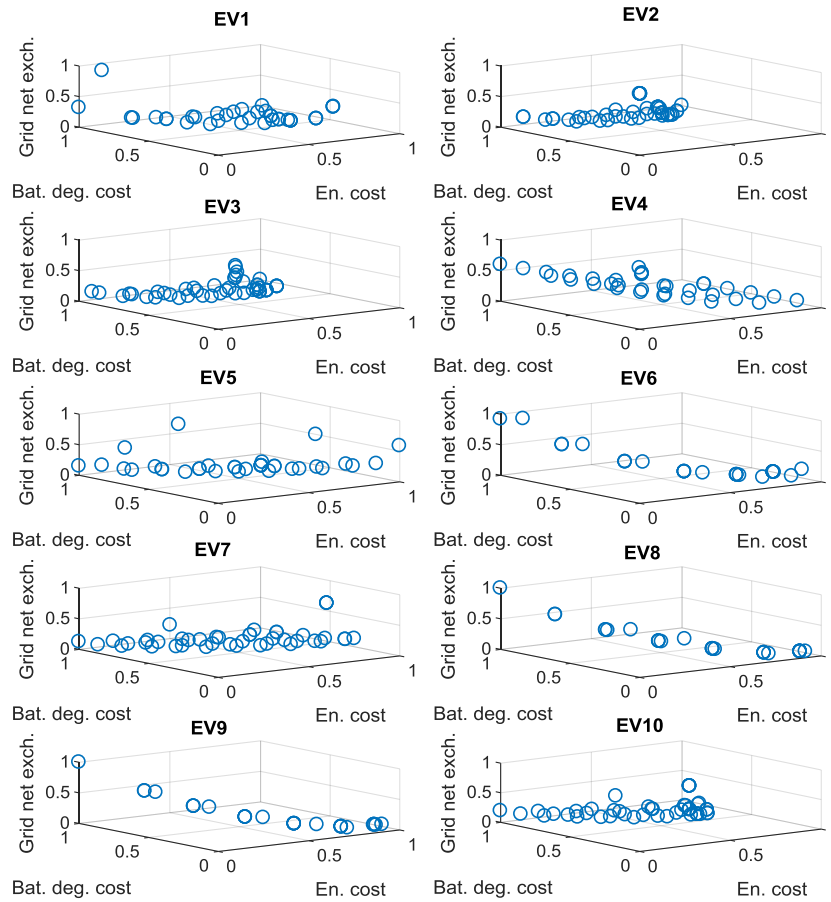 EV1
Grid net exch.
1
0.5
0
1
0.5
0
0
0.5
1
Bat. deg. cost
En. cost
EV2
Grid net exch.
1
0.5
0
1
0.5
0
0
0.5
1
Bat. deg. cost
En. cost
EV3
Grid net exch.
1
0.5
0
1
0.5
0
0
0.5
1
Bat. deg. cost
En. cost
EV4
Grid net exch.
1
0.5
0
1
0.5
0
0
0.5
1
Bat. deg. cost
En. cost
EV5
Grid net exch.
1
0.5
0
1
0.5
0
0
0.5
1
Bat. deg. cost
En. cost
EV6
Grid net exch.
1
0.5
0
1
0.5
0
0
0.5
1
Bat. deg. cost
En. cost
EV7
Grid net exch.
1
0.5
0
1
0.5
0
0
0.5
1
Bat. deg. cost
En. cost
EV8
Grid net exch.
1
0.5
0
1
0.5
0
0
0.5
1
Bat. deg. cost
En. cost
EV9
Grid net exch.
1
0.5
0
1
0.5
0
0
0.5
1
Bat. deg. cost
En. cost
EV10
Grid net exch.
1
0.5
0
1
0.5
0
0
0.5
1
Bat. deg. cost
En. cost